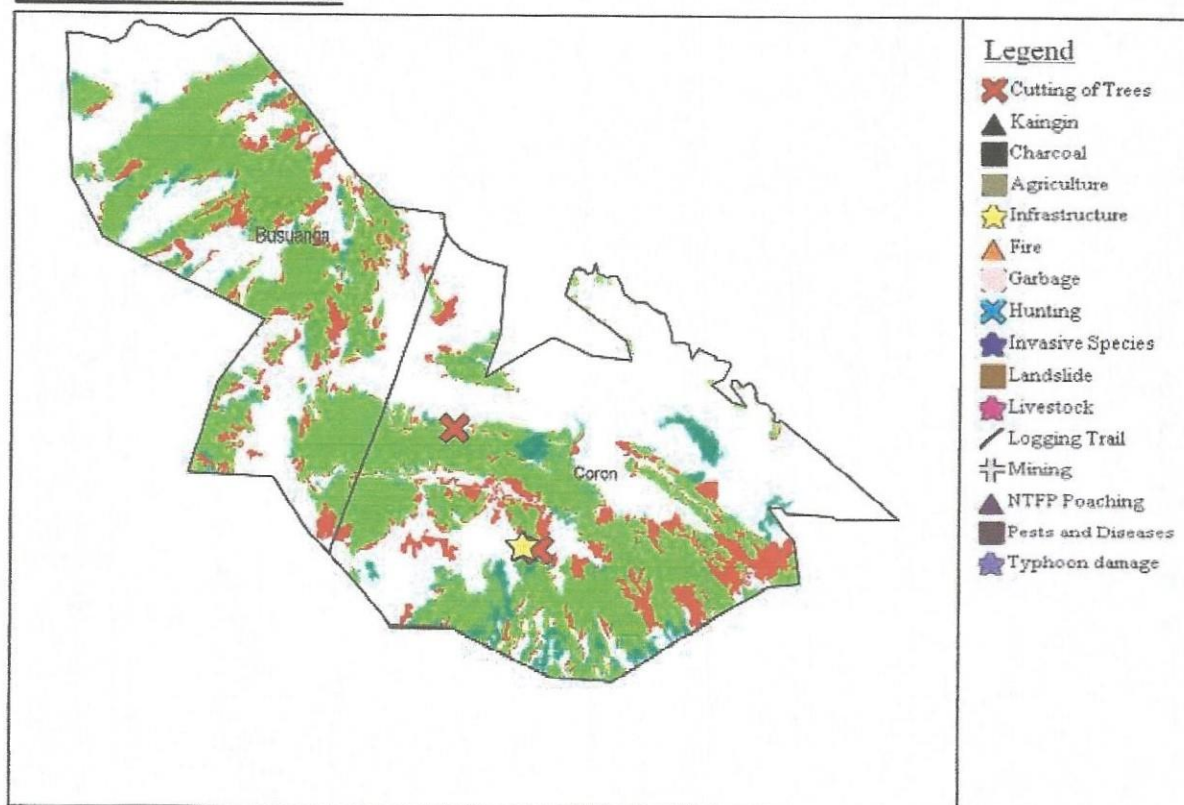 Busuanga
Coron
Legend
Cutting of Trees
Kaingin
Charcoal
Agriculture
Infrastructure
Fire
Garbage
Hunting
Invasive Species
Landslide
Livestock
Logging Trail
Mining
NTFP Poaching
Pests and Diseases
Typhoon damage